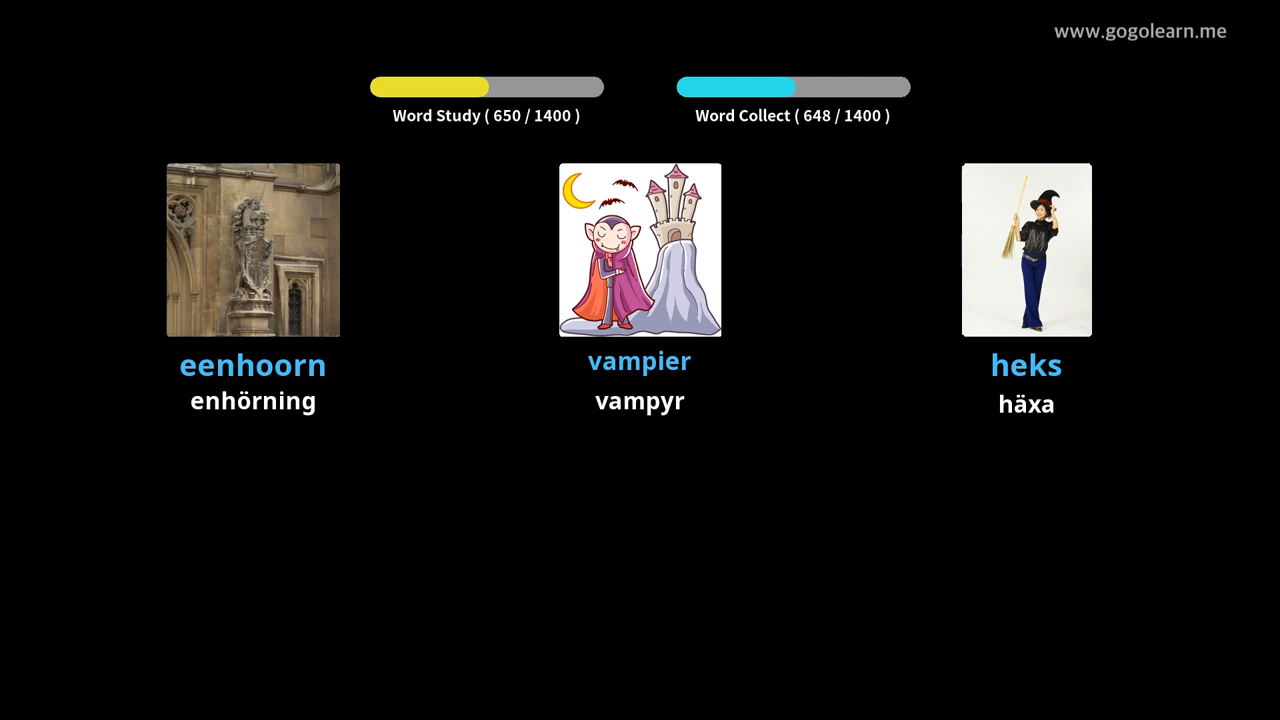 www.gogolearn.me
Word Study ( 650 / 1400 )
Word Collect ( 648 / 1400 )
eenhoorn
enhörning
vampier
vampyr
heks
häxa